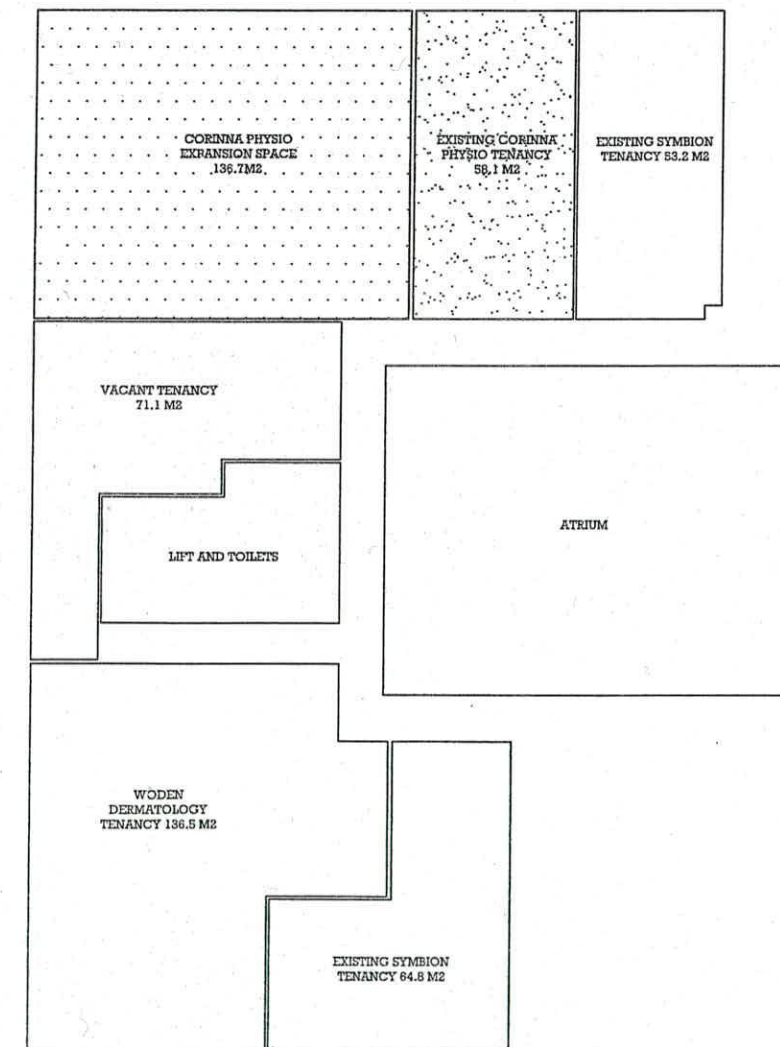 CORINNA PHYSIO
EXPANSION SPACE
136.7M2
EXISTING CORINNA
PHYSIO TENANCY
58.1 M2
EXISTING SYMBION
TENANCY 53.2 M2
VACANT TENANCY
71.1 M2
LIFT AND TOILETS
ATRIUM
WODEN
DERMATOLOGY
TENANCY 136.5 M2
EXISTING SYMBION
TENANCY 64.8 M2